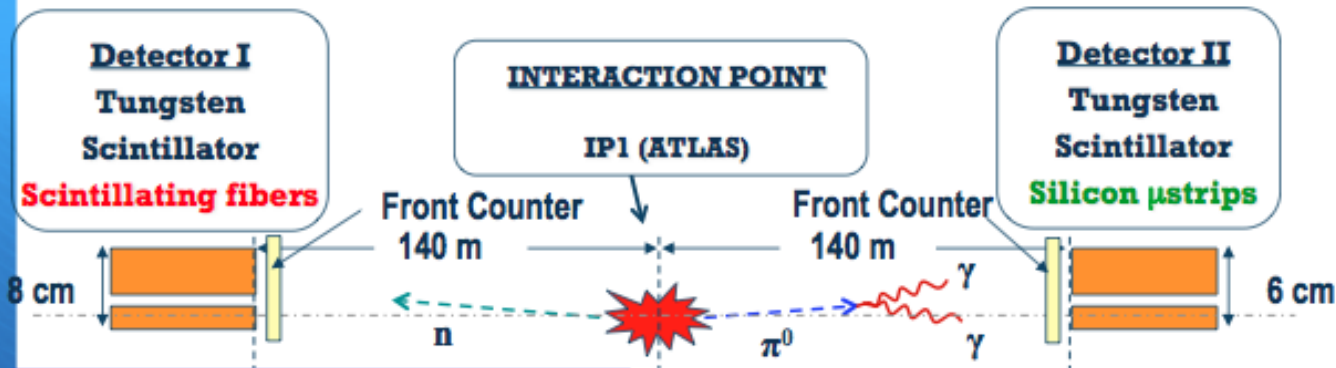 Detector I
Tungsten
Scintillator
Scintillating fibers
INTERACTION POINT
IP1 (ATLAS)
Detector II
Tungsten
Scintillator
Silicon μstrips
Front Counter
Front Counter
140 m
140 m
8 cm
6 cm
n
π⁰
γ
γ